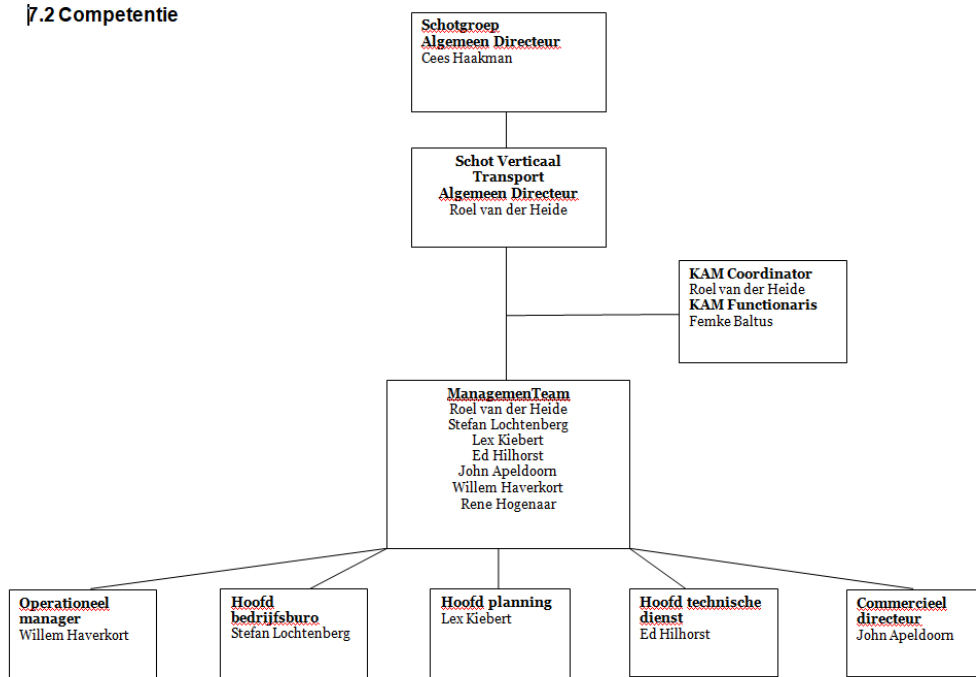 7.2 Competentie
Schotgroep
Algemeen Directeur
Cees Haakman
Schot Verticaal
Transport
Algemeen Directeur
Roel van der Heide
KAM Coordinator
Roel van der Heide
KAM Functionaris
Femke Baltus
ManagemenTeam
Roel van der Heide
Stefan Lochtenberg
Lex Kiebert
Ed Hilhorst
John Apeldoorn
Willem Haverkort
Rene Hogenaar
Operationeel
manager
Willem Haverkort
Hoofd
bedrijfsburo
Stefan Lochtenberg
Hoofd planning
Lex Kiebert
Hoofd technische
dienst
Ed Hilhorst
Commercieel
directeur
John Apeldoorn